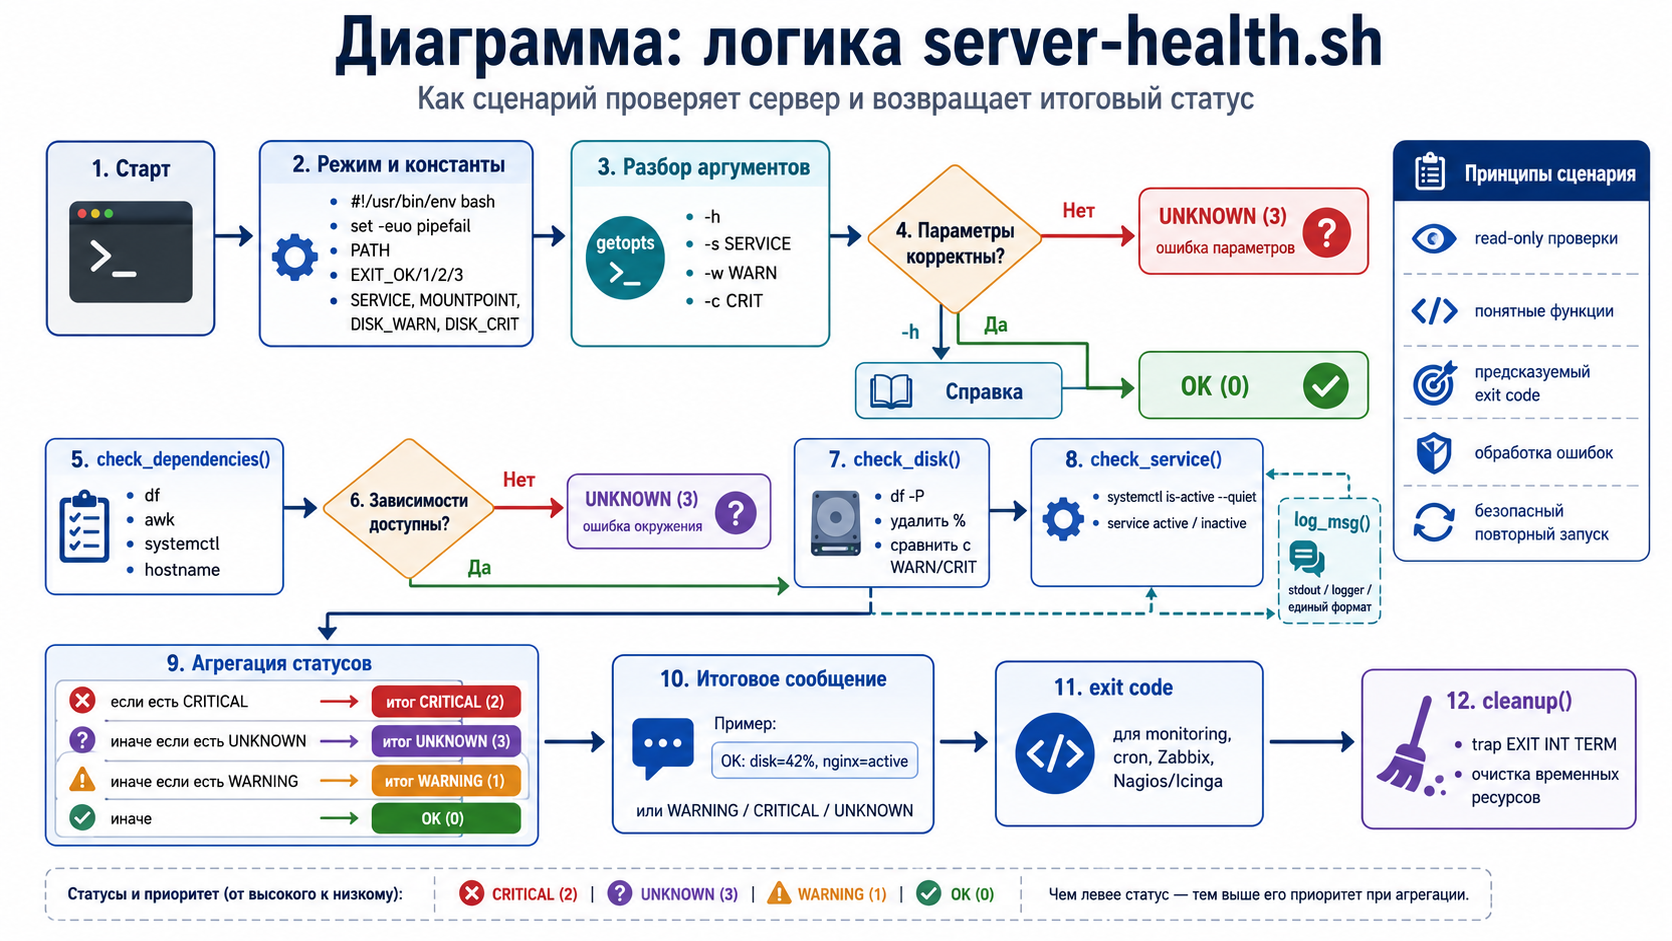 Диаграмма: логика server-health.sh
Как сценарий проверяет сервер и возвращает итоговый статус
1. Старт
>_
2. Режим и константы
#!/usr/bin/env bash
set -euo pipefail
PATH
EXIT_OK/1/2/3
SERVICE, MOUNTPOINT,
DISK_WARN, DISK_CRIT
3. Разбор аргументов
getopts
>_
-h
-s SERVICE
-w WARN
-c CRIT
4. Параметры
корректны?
Нет
UNKNOWN (3)
ошибка параметров
?
-h
Да
Справка
OK (0)
Принципы сценария
read-only проверки
</> понятные функции
предсказуемый
exit code
обработка ошибок
безопасный
повторный запуск
5. check_dependencies()
df
awk
systemctl
hostname
6. Зависимости
доступны?
Нет
UNKNOWN (3)
ошибка окружения
?
Да
7. check_disk()
df -P
удалить %
сравнить с
WARN/CRIT
8. check_service()
systemctl is-active --quiet
service active / inactive
log_msg()
stdout / logger /
единый формат
9. Агрегация статусов
если есть CRITICAL итог CRITICAL (2)
? иначе если есть UNKNOWN итог UNKNOWN (3)
! иначе если есть WARNING итог WARNING (1)
иначе OK (0)
10. Итоговое сообщение
Пример:
OK: disk=42%, nginx=active
или WARNING / CRITICAL / UNKNOWN
11. exit code
</>
для monitoring,
cron, Zabbix,
Nagios/Icinga
12. cleanup()
trap EXIT INT TERM
очистка временных
ресурсов
Статусы и приоритет (от высокого к низкому): CRITICAL (2) | ? UNKNOWN (3) | ! WARNING (1) | OK (0) Чем левее статус — тем выше его приоритет при агрегации.